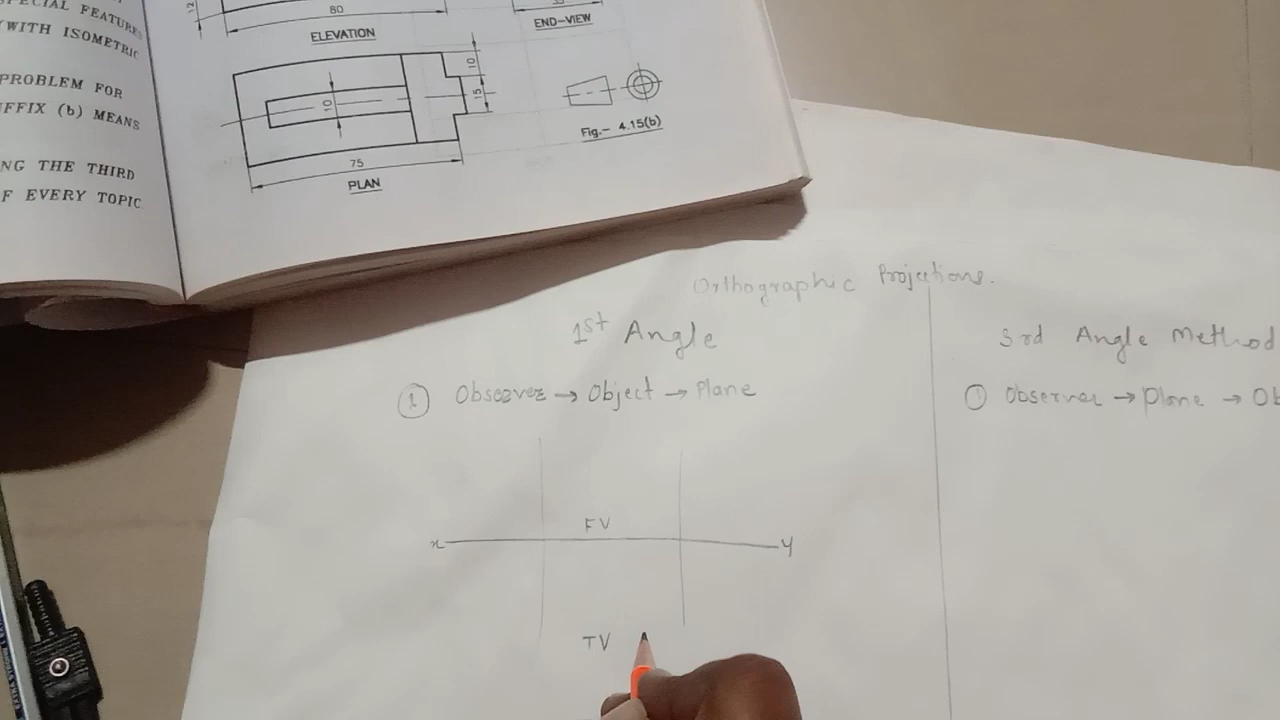 SPECIAL FEATURES
(WITH ISOMETRIC
PROBLEM FOR
FFIX (b) MEANS
NG THE THIRD
F EVERY TOPIC
12
80
ELEVATION
END-VIEW
10
10
15
75
PLAN
Fig.- 4.15(b)
Orthographic Projections.
1st Angle
① Observer → Object → Plane
x
FV
y
TV
3rd Angle Method
① Observer → Plane → Ob